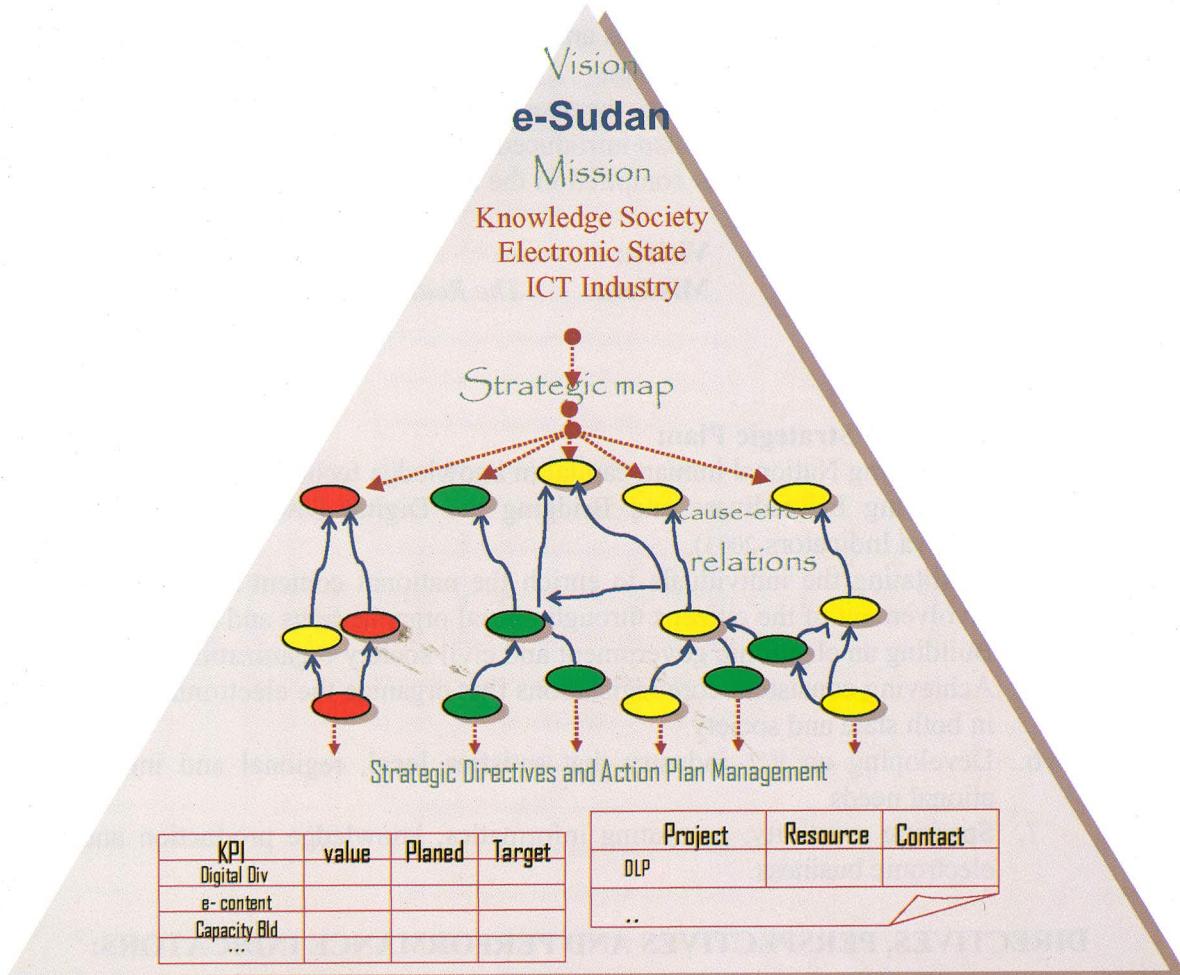 Vision
e-Sudan
Mission
Knowledge Society
Electronic State
ICT Industry
Strategic map
cause-effect
relations
Strategic Directives and Action Plan Management
KPI value Planed Target
Digital Div
e- content
Capacity Bld
...
Project Resource Contact
DLP
..